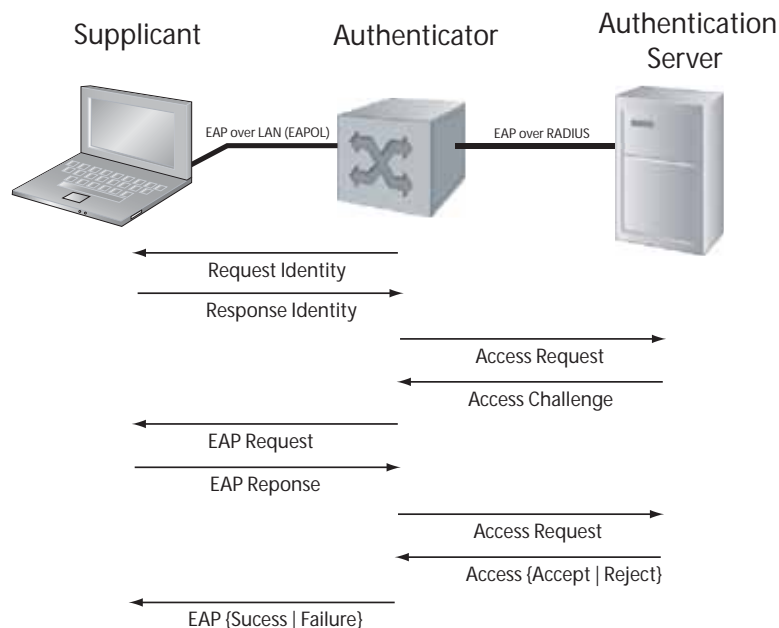 Supplicant
Authenticator
Authentication
Server
EAP over LAN (EAPOL)
EAP over RADIUS
Request Identity
Response Identity
Access Request
Access Challenge
EAP Request
EAP Reponse
Access Request
Access {Accept | Reject}
EAP {Sucess | Failure}